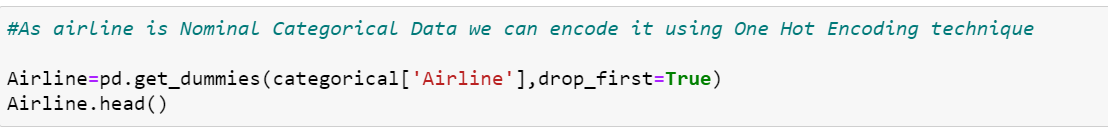 #As airline is Nominal Categorical Data we can encode it using One Hot Encoding technique
Airline=pd.get_dummies(categorical['Airline'],drop_first=True)
Airline.head()